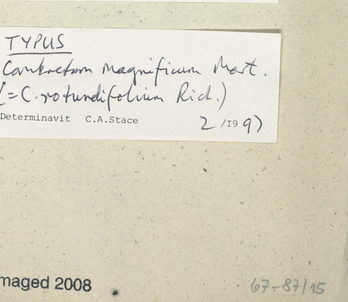 TYPUS
Combretum magnificum Mart.
(= C. rotundifolium Rich.)
Determinavit C.A.Stace 2/1997
maged 2008
67-87/15